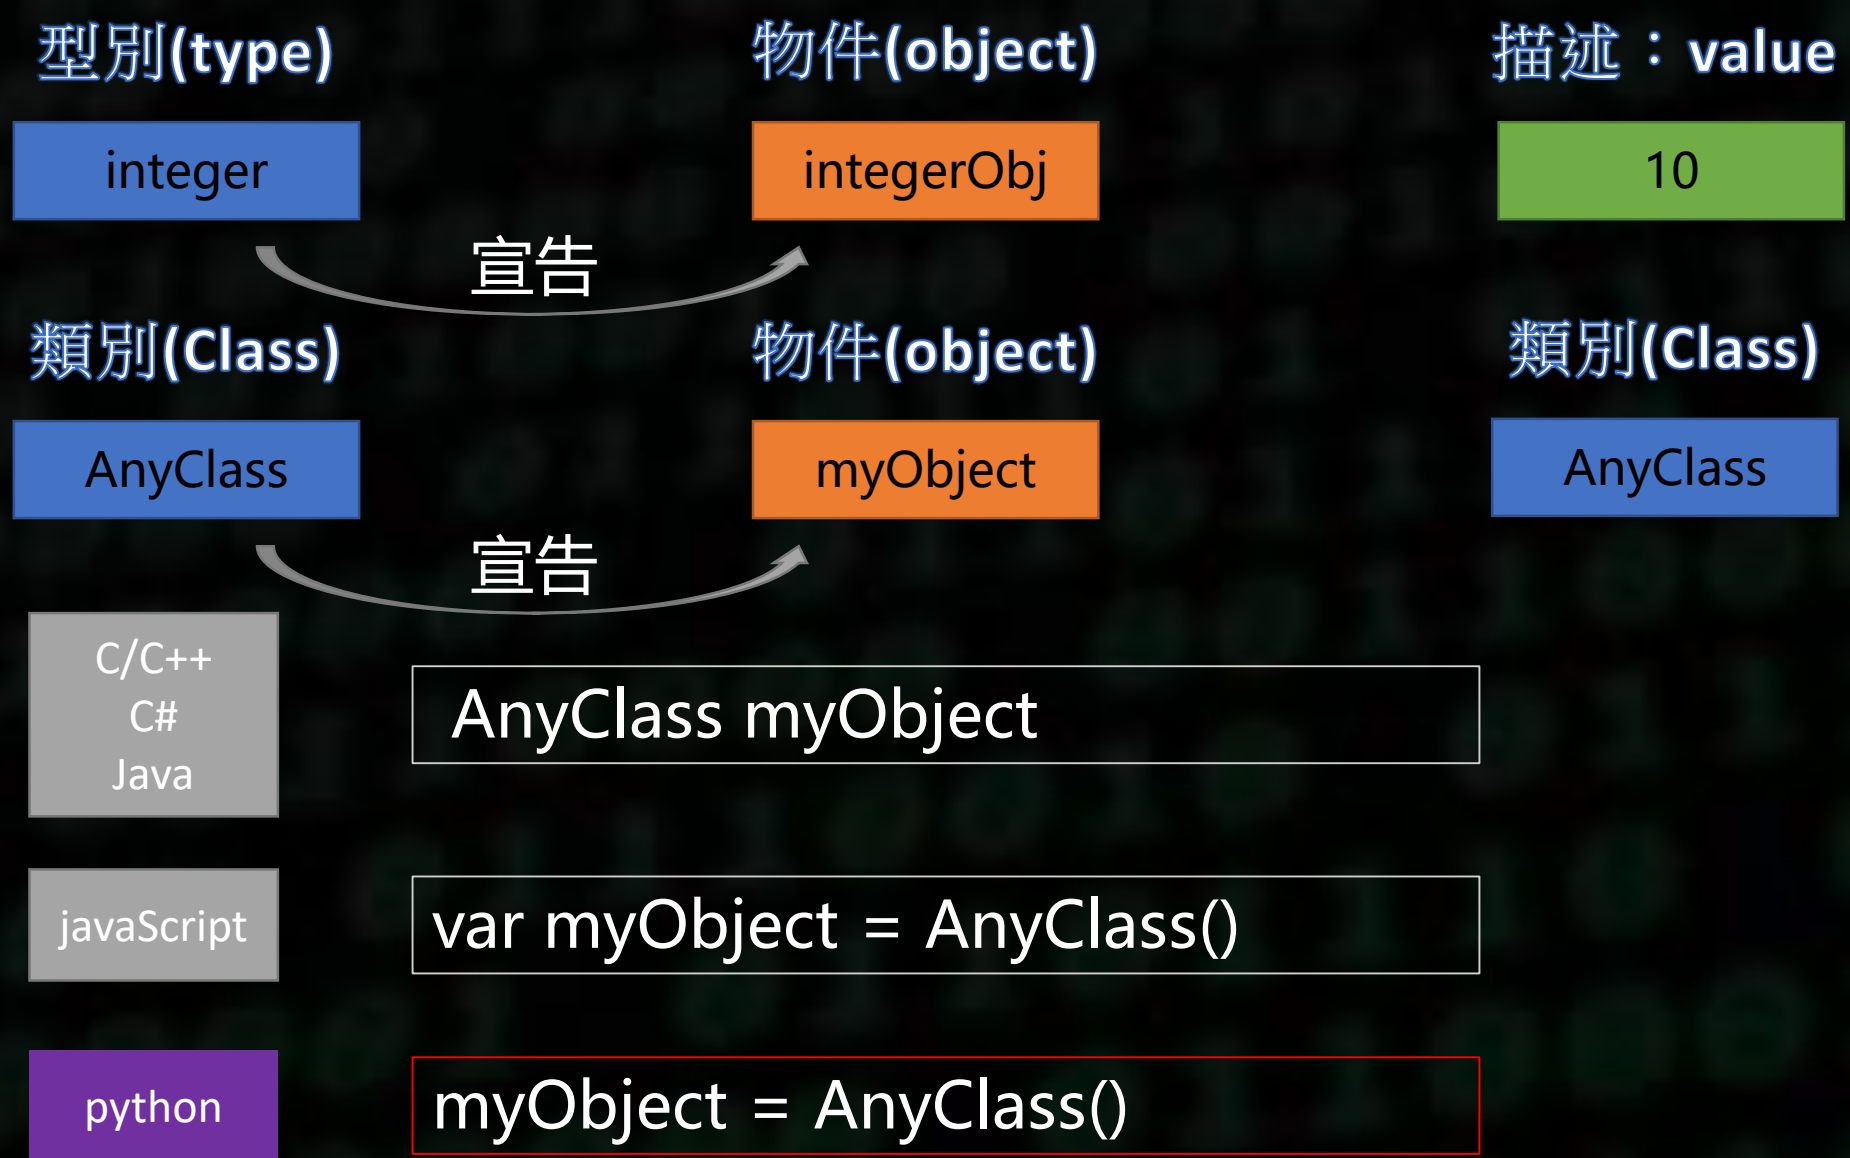 型別(type)
物件(object)
描述：value
integer
integerObj
10
宣告
類別(Class)
物件(object)
類別(Class)
AnyClass
myObject
AnyClass
宣告
C/C++
C#
Java
AnyClass myObject
javaScript
var myObject = AnyClass()
python
myObject = AnyClass()